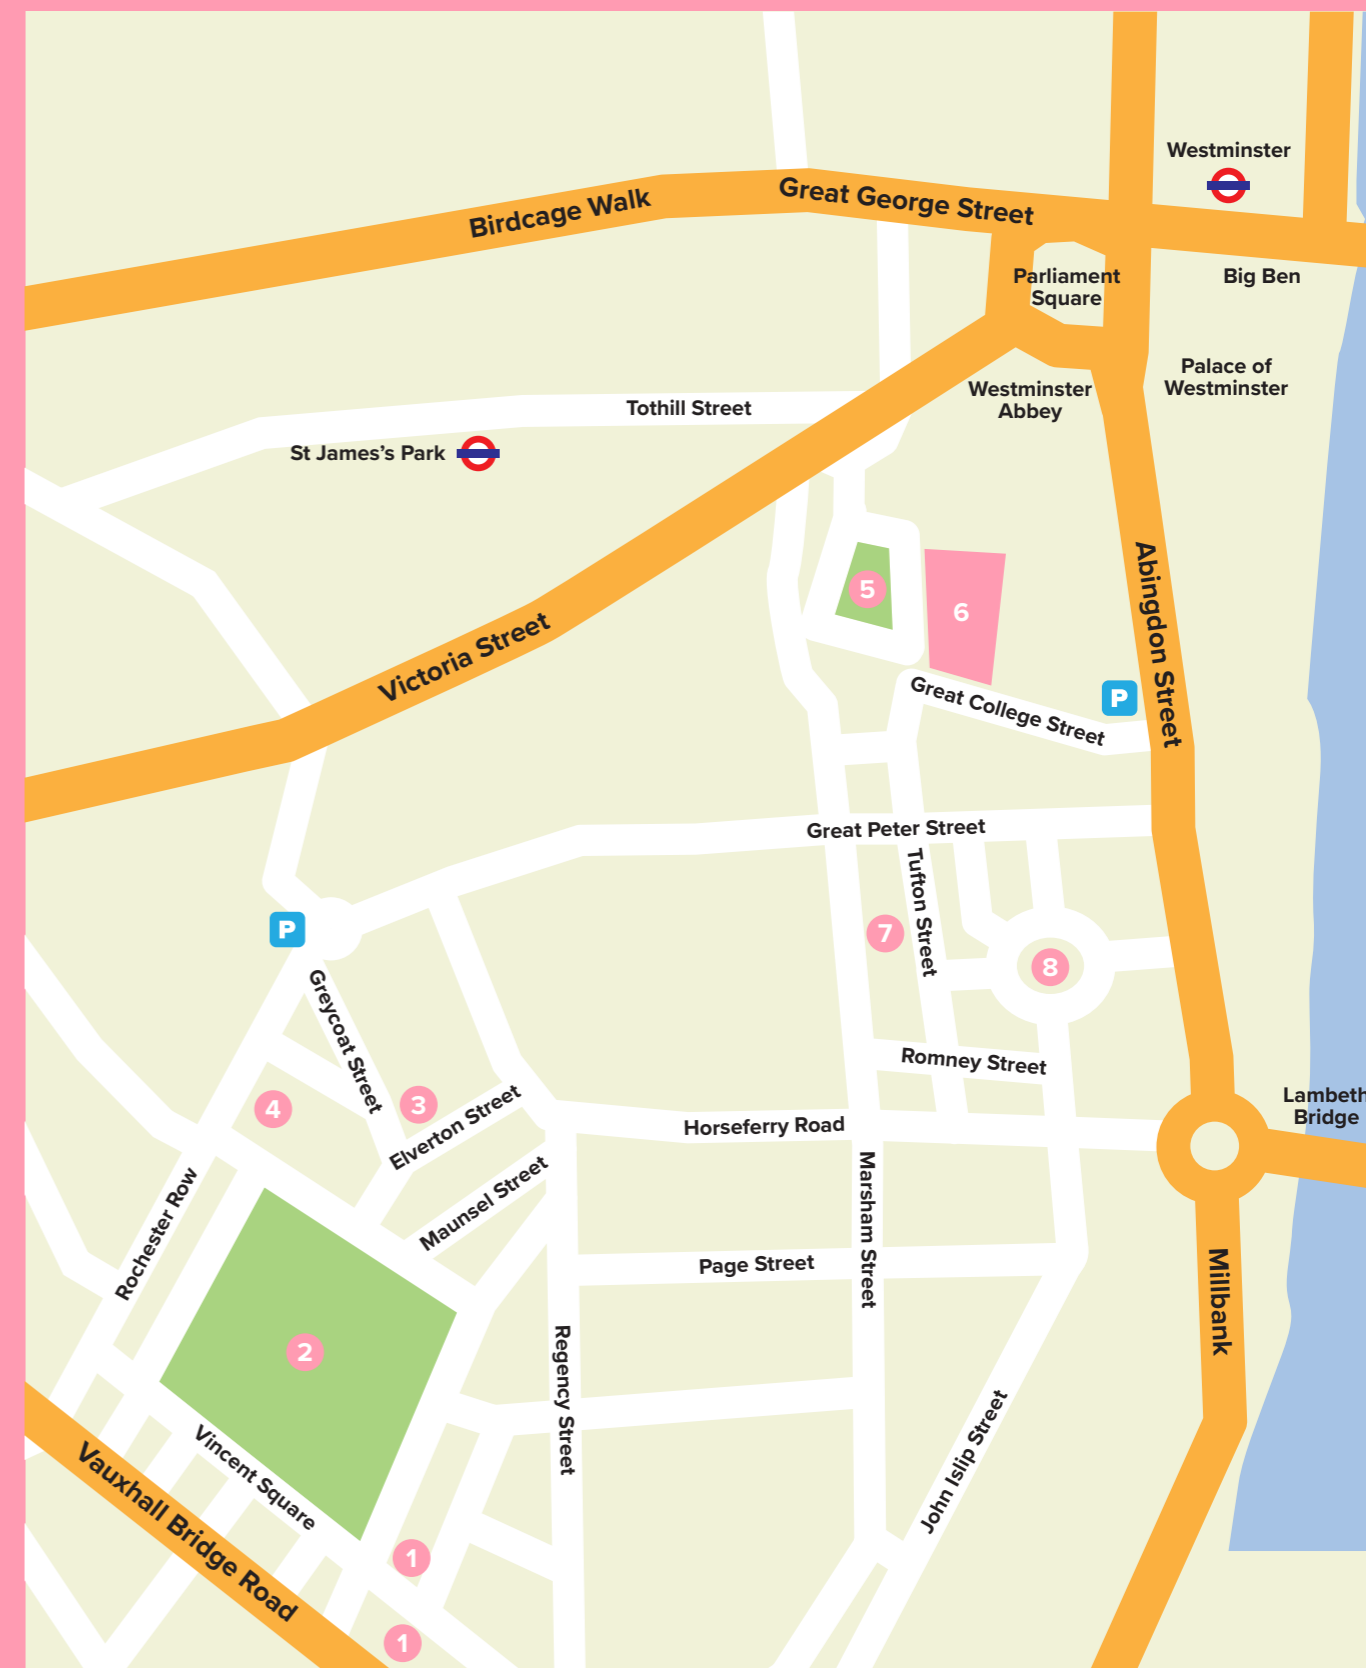 Westminster
Birdcage Walk
Great George Street
Parliament
Square
Big Ben
Palace of
Westminster
Westminster
Abbey
Tothill Street
St James’s Park
Abingdon Street
5
6
Victoria Street
Great College Street
P
Great Peter Street
Tufton Street
7
8
P
Greycoat Street
Romney Street
4
3
Elverton Street
Horseferry Road
Lambeth
Bridge
Maunsel Street
Marsham Street
Rochester Row
Page Street
Millbank
2
Regency Street
Vincent Square
John Islip Street
Vauxhall Bridge Road
1
1